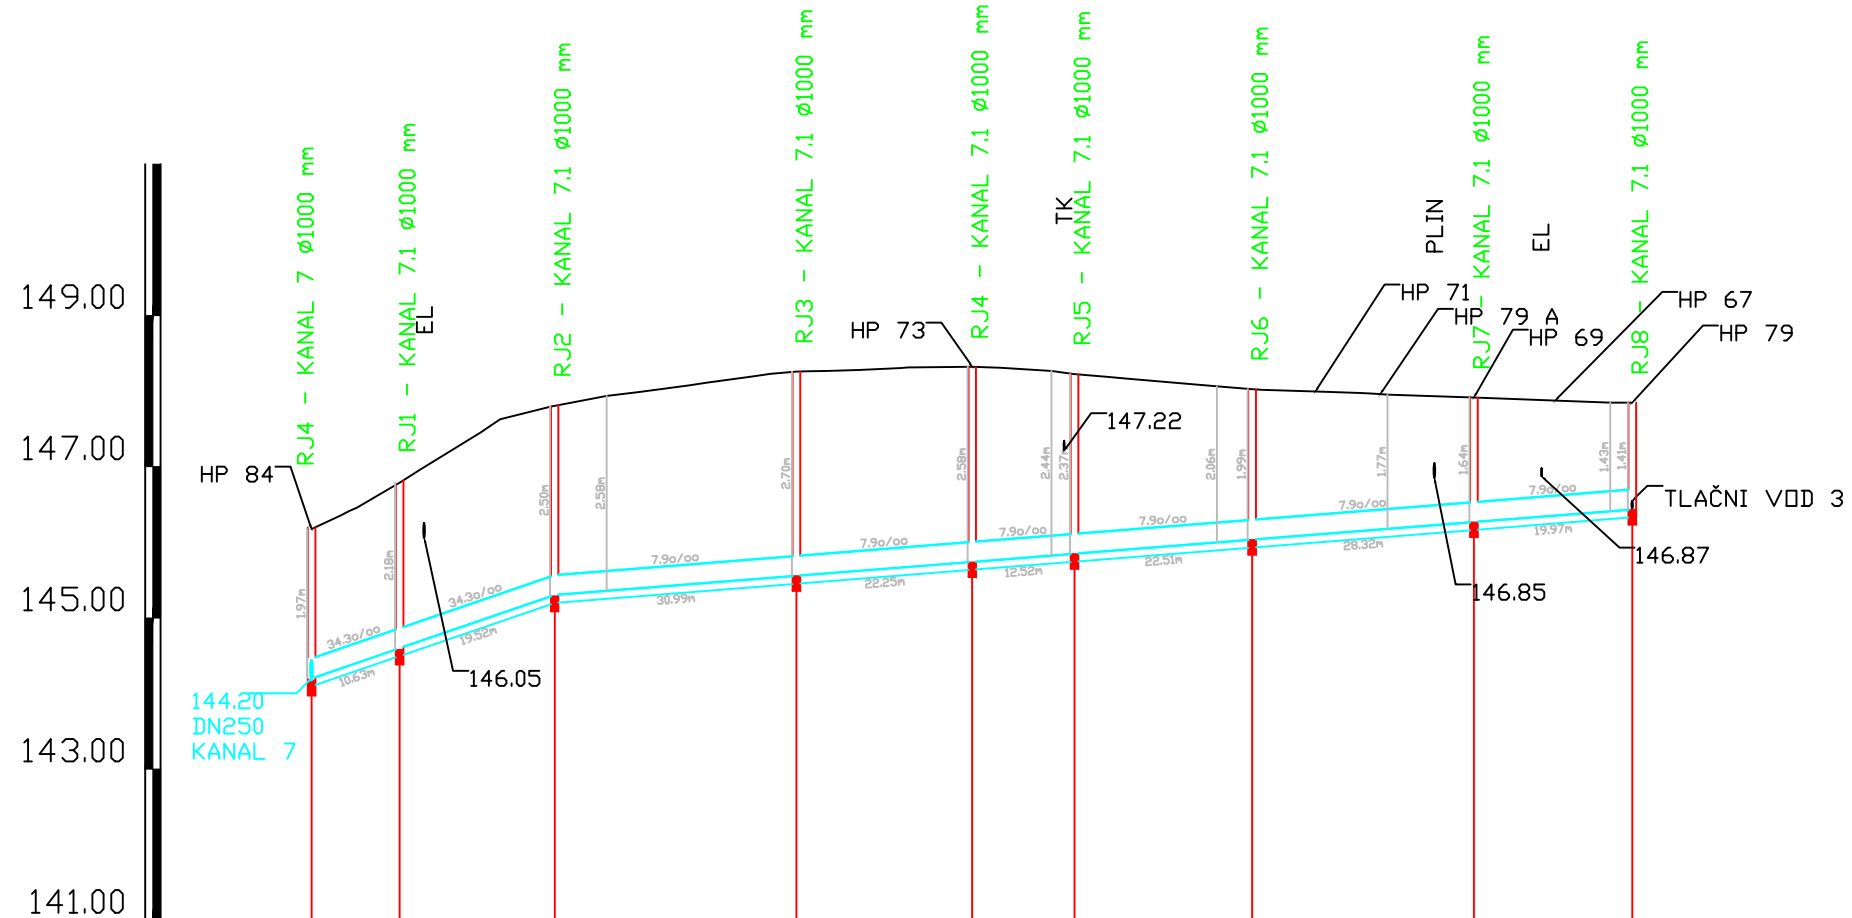 RJ4 - KANAL 7 Ø1000 mm
RJ1 - KANAL 7.1 Ø1000 mm
RJ2 - KANAL 7.1 Ø1000 mm
RJ3 - KANAL 7.1 Ø1000 mm
RJ4 - KANAL 7.1 Ø1000 mm
RJ5 - KANAL 7.1 Ø1000 mm
RJ6 - KANAL 7.1 Ø1000 mm
RJ7 - KANAL 7.1 Ø1000 mm
RJ8 - KANAL 7.1 Ø1000 mm
EL
TK
PLIN
EL
149.00
147.00
145.00
143.00
141.00
HP 84
HP 73
HP 71
HP 79 A
HP 69
HP 67
HP 79
147.22
TLAČNI VOD 3
146.87
146.85
146.05
144.20
DN250
KANAL 7
1.97m
2.18m
2.50m
2.58m
2.70m
2.58m
2.44m
2.37m
2.06m
1.99m
1.77m
1.64m
1.43m
1.41m
34.3o/oo
34.3o/oo
7.9o/oo
7.9o/oo
7.9o/oo
7.9o/oo
7.9o/oo
7.9o/oo
10.63m
19.52m
30.99m
22.25m
12.52m
22.51m
28.32m
19.97m